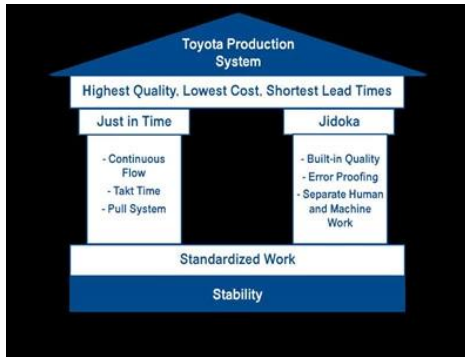 Toyota Production
System
Highest Quality, Lowest Cost, Shortest Lead Times
Just in Time
- Continuous
Flow
- Takt Time
- Pull System
Jidoka
- Built-in Quality
- Error Proofing
- Separate Human
and Machine
Work
Standardized Work
Stability